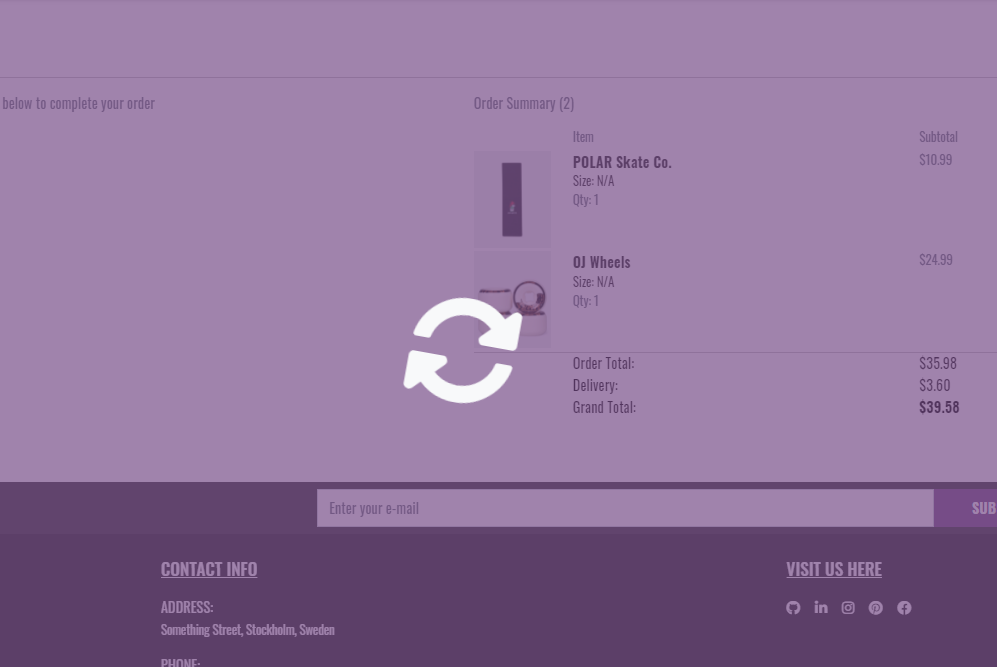 below to complete your order
Order Summary (2)
Item Subtotal
POLAR Skate Co. $10.99
Size: N/A
Qty: 1
OJ Wheels $24.99
Size: N/A
Qty: 1
Order Total: $35.98
Delivery: $3.60
Grand Total: $39.58
Enter your e-mail
SUB
CONTACT INFO
VISIT US HERE
ADDRESS:
Something Street, Stockholm, Sweden
PHONE: